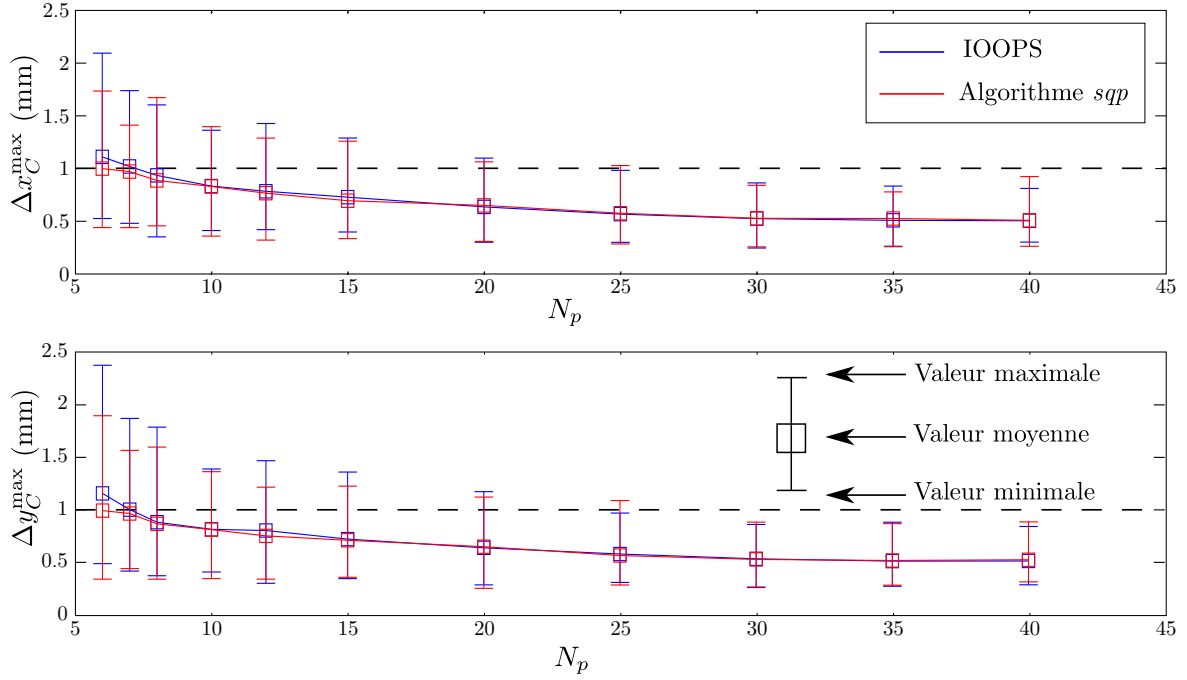 2.5
2
1.5
1
0.5
0
Δx_C^max (mm)
IOOPS
Algorithme sqp
5 10 15 20 25 30 35 40 45
N_p
2.5
2
1.5
1
0.5
0
Δy_C^max (mm)
Valeur maximale
Valeur moyenne
Valeur minimale
5 10 15 20 25 30 35 40 45
N_p